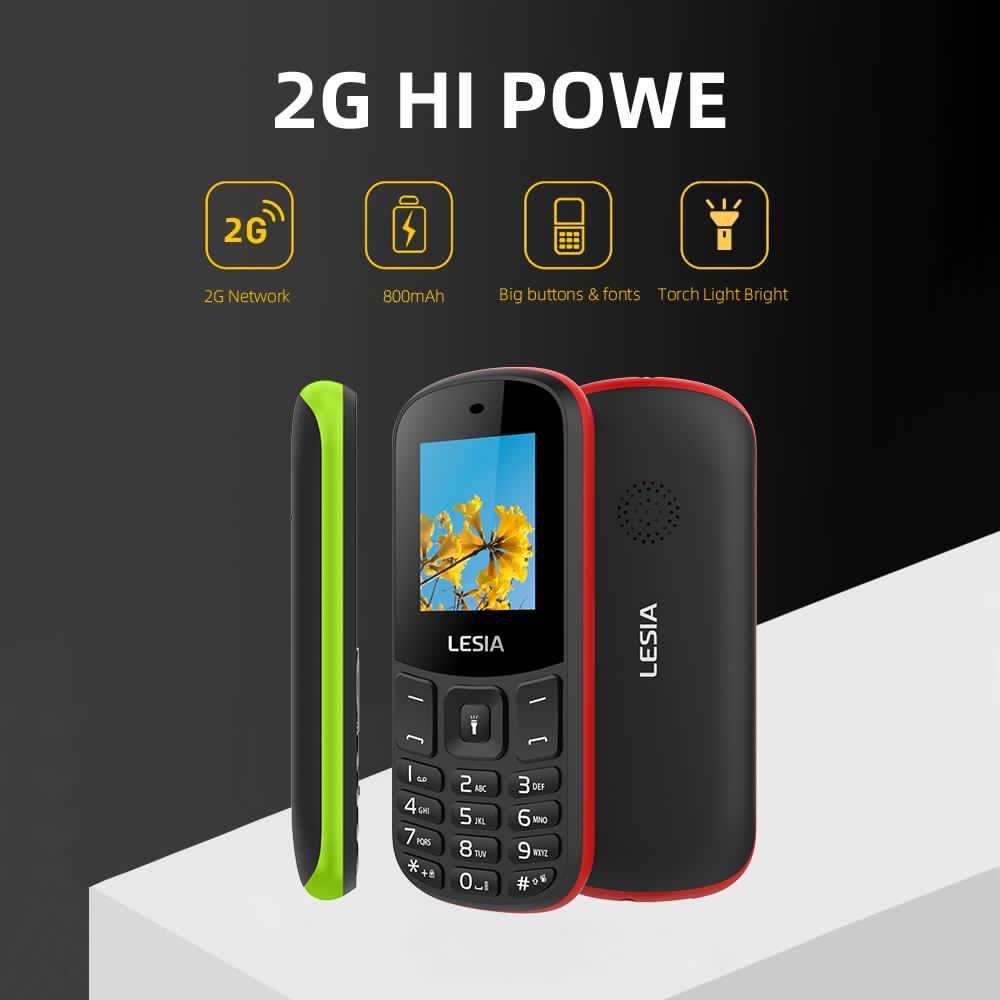 2G HI POWE
2G
2G Network
800mAh
Big buttons & fonts
Torch Light Bright
LESIA
LESIA
1
2 ABC
3 DEF
4 GHI
5 JKL
6 MNO
7 PQRS
8 TUV
9 WXYZ
* +
0
#